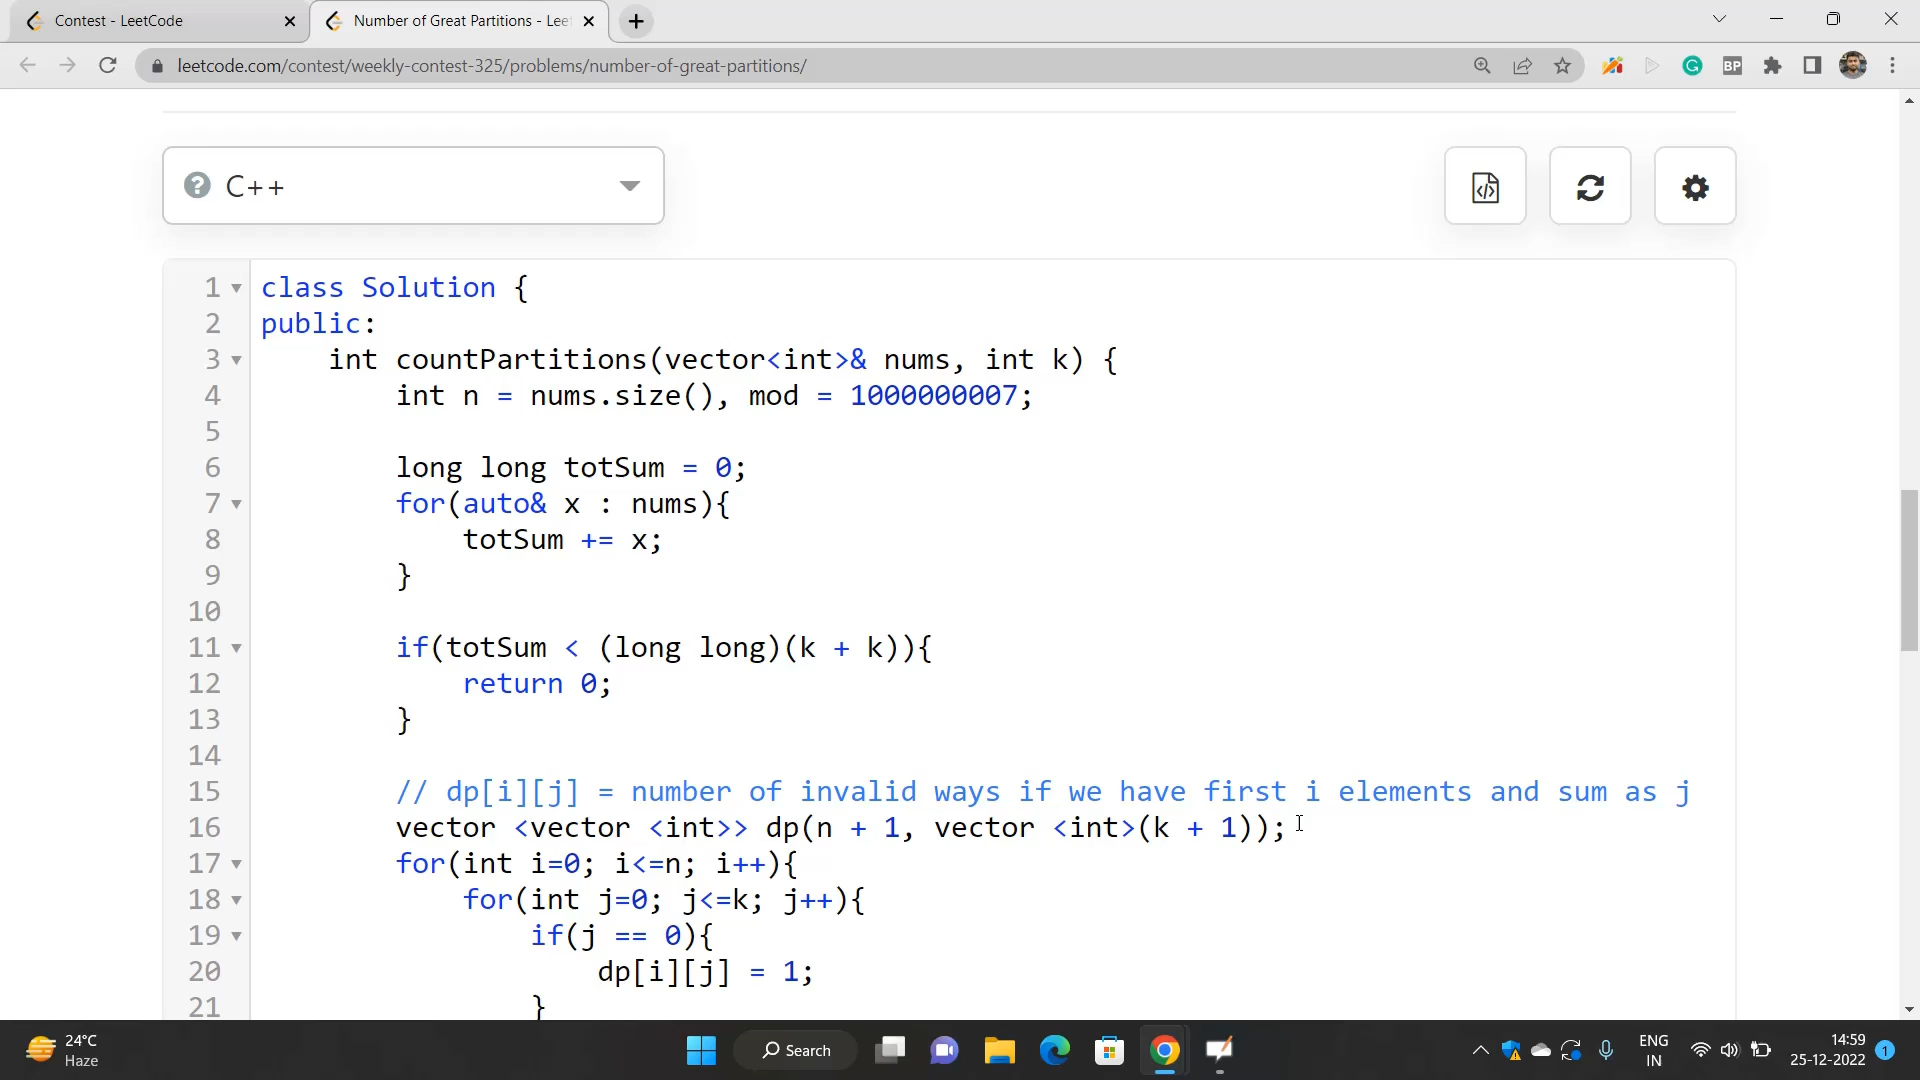 Contest - LeetCode
Number of Great Partitions - Lee
leetcode.com/contest/weekly-contest-325/problems/number-of-great-partitions/
BP
C++
1 class Solution {
2 public:
3 int countPartitions(vector<int>& nums, int k) {
4 int n = nums.size(), mod = 1000000007;
5
6 long long totSum = 0;
7 for(auto& x : nums){
8 totSum += x;
9 }
10
11 if(totSum < (long long)(k + k)){
12 return 0;
13 }
14
15 // dp[i][j] = number of invalid ways if we have first i elements and sum as j
16 vector <vector <int>> dp(n + 1, vector <int>(k + 1));
17 for(int i=0; i<=n; i++){
18 for(int j=0; j<=k; j++){
19 if(j == 0){
20 dp[i][j] = 1;
21 }
24°C
Haze
Search
ENG
IN
14:59
25-12-2022
1